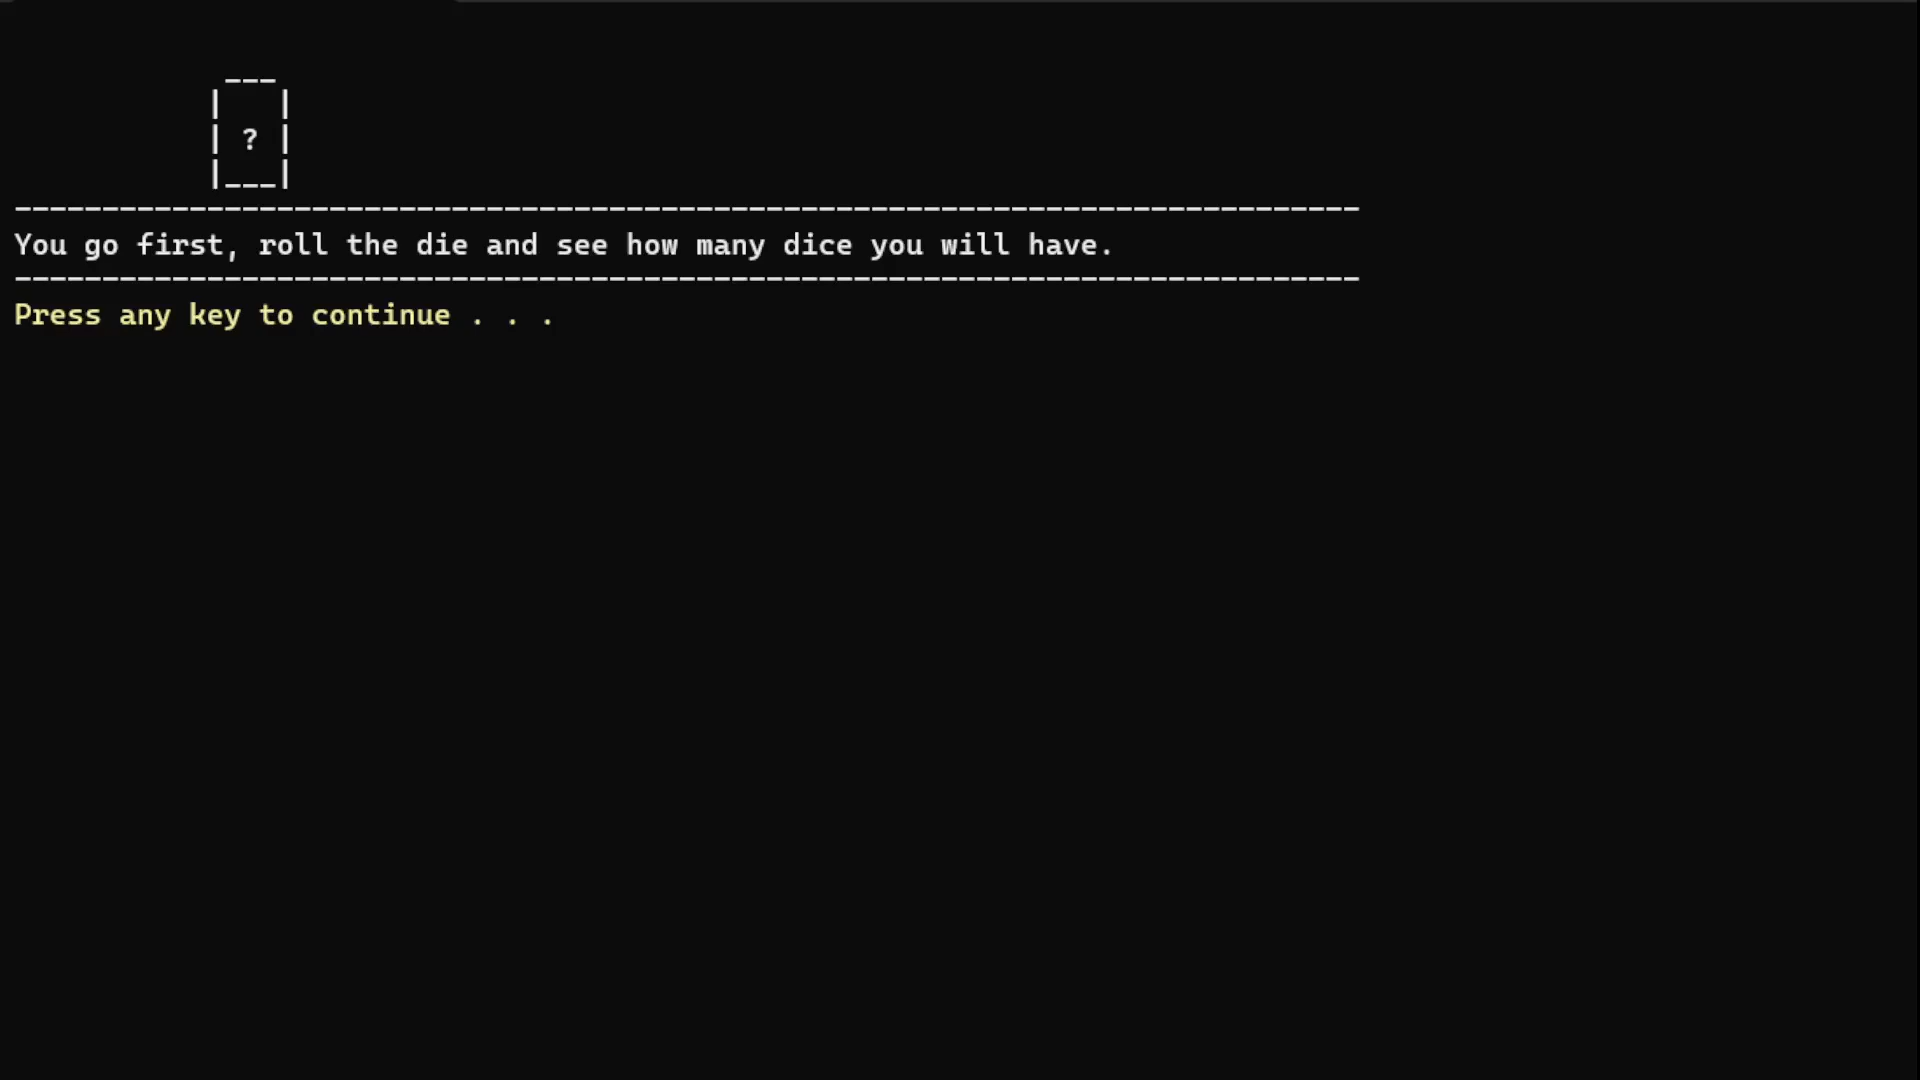 ---
|   |
| ? |
|___|
-----------------------------------------------------------------------------
You go first, roll the die and see how many dice you will have.
-----------------------------------------------------------------------------
Press any key to continue . . .